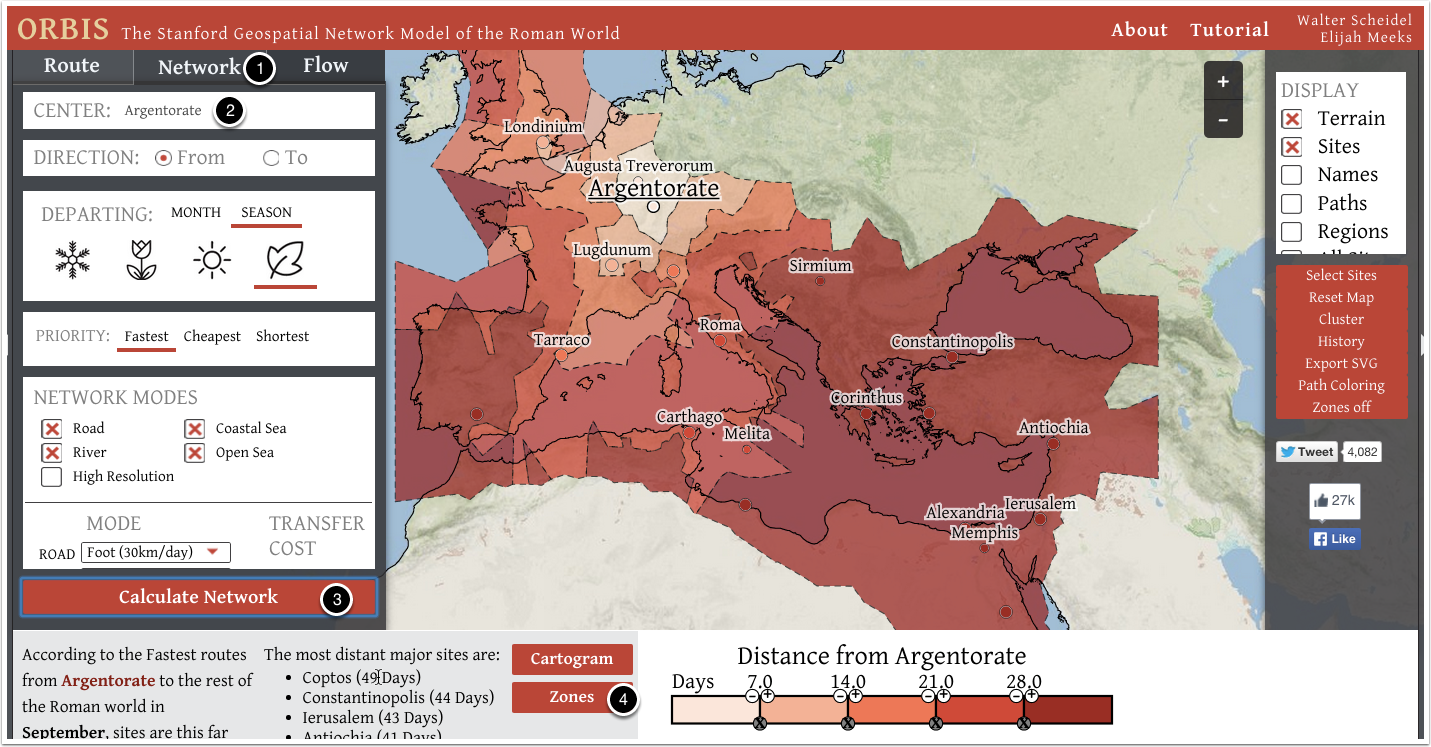 ORBIS The Stanford Geospatial Network Model of the Roman World
About Tutorial
Walter Scheidel
Elijah Meeks
Route Network 1 Flow
CENTER: Argentorate 2
DIRECTION: From To
DEPARTING: MONTH SEASON
PRIORITY: Fastest Cheapest Shortest
NETWORK MODES
Road Coastal Sea
River Open Sea
High Resolution
MODE TRANSFER
COST
ROAD Foot (30km/day)
Calculate Network 3
Londinium
Augusta Treverorum
Argentorate
Lugdunum
Sirmium
Roma
Tarraco
Constantinopolis
Corinthus
Carthago
Melita
Antiochia
Alexandria Ierusalem
Memphis
+
−
DISPLAY
Terrain
Sites
Names
Paths
Regions
Select Sites
Reset Map
Cluster
History
Export SVG
Path Coloring
Zones off
Tweet 4,082
27k
Like
According to the Fastest routes
from Argentorate to the rest of
the Roman world in
September, sites are this far
The most distant major sites are:
• Coptos (49 Days)
• Constantinopolis (44 Days)
• Ierusalem (43 Days)
• Antiochia (41 Days)
Cartogram
Zones 4
Distance from Argentorate
Days 7.0 14.0 21.0 28.0